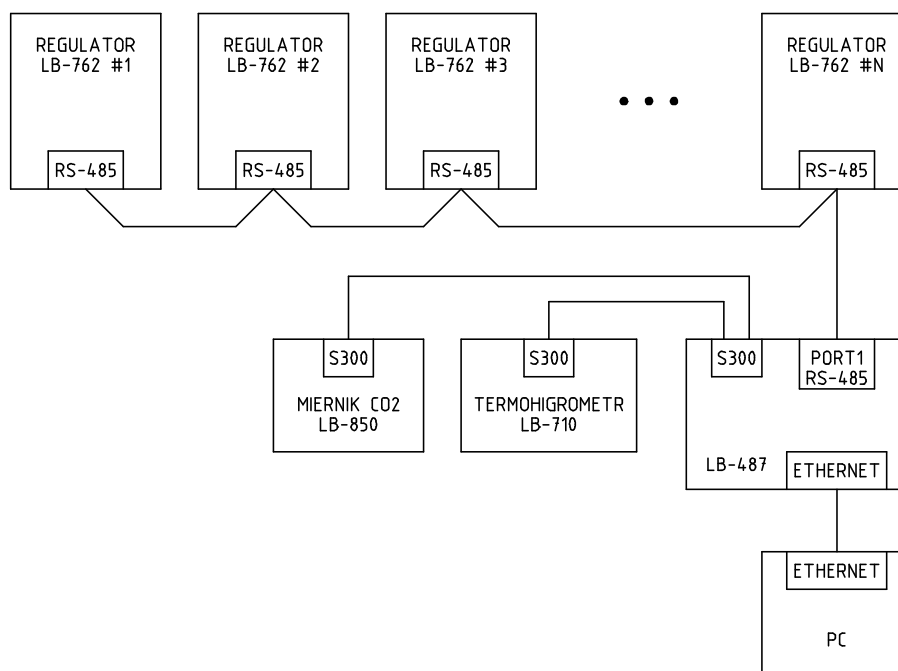 REGULATOR
LB-762 #1
RS-485
REGULATOR
LB-762 #2
RS-485
REGULATOR
LB-762 #3
RS-485
REGULATOR
LB-762 #N
RS-485
S300
MIERNIK CO2
LB-850
S300
TERMOHIGROMETR
LB-710
S300
PORT1
RS-485
LB-487
ETHERNET
ETHERNET
PC